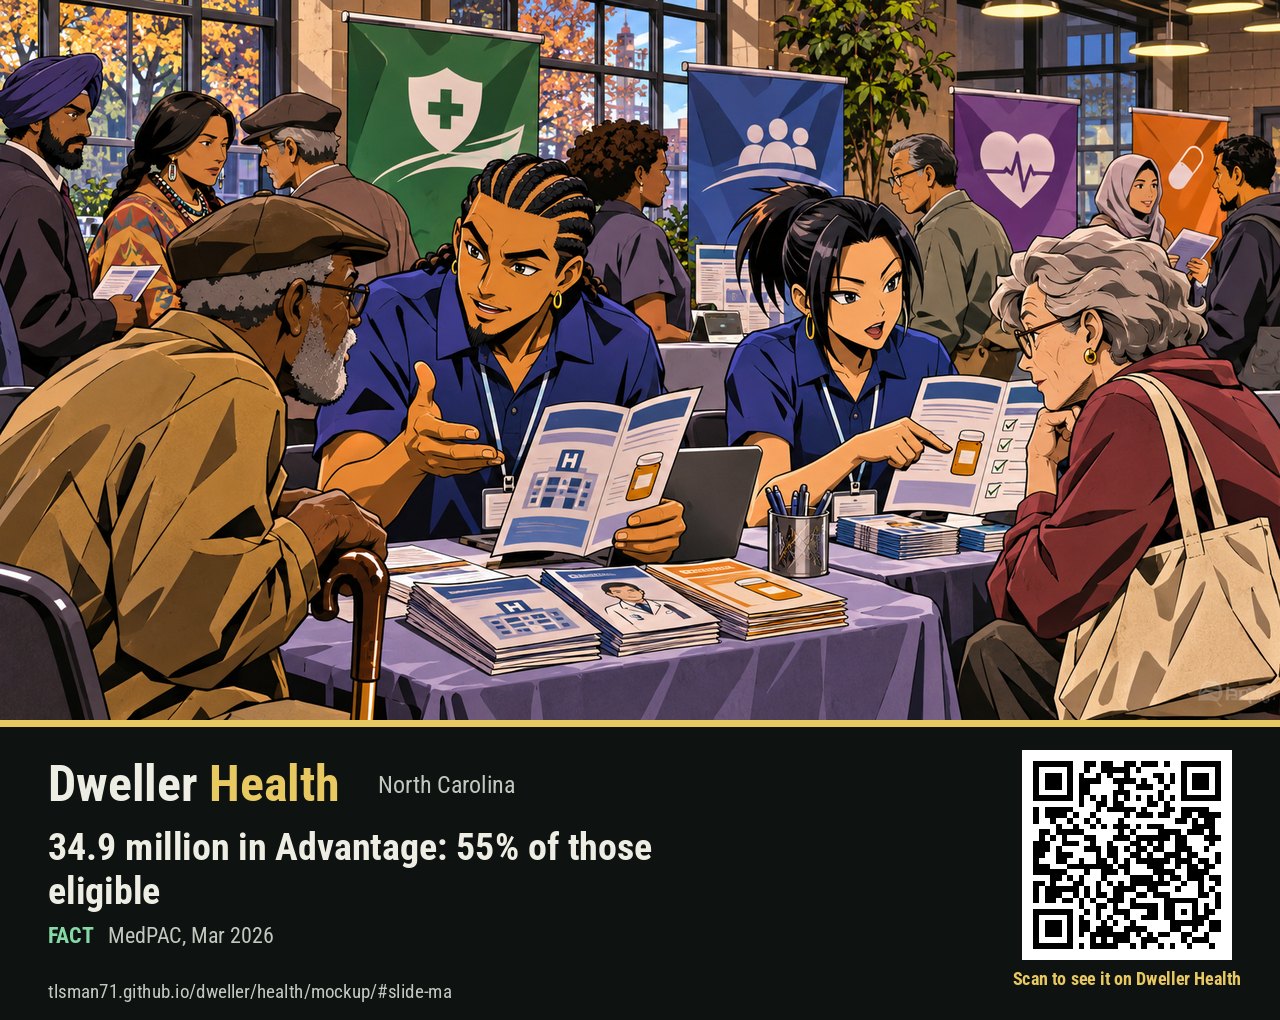 H
H
Dweller Health
North Carolina
34.9 million in Advantage: 55% of those
eligible
FACT MedPAC, Mar 2026
tlsman71.github.io/dweller/health/mockup/#slide-ma
Scan to see it on Dweller Health